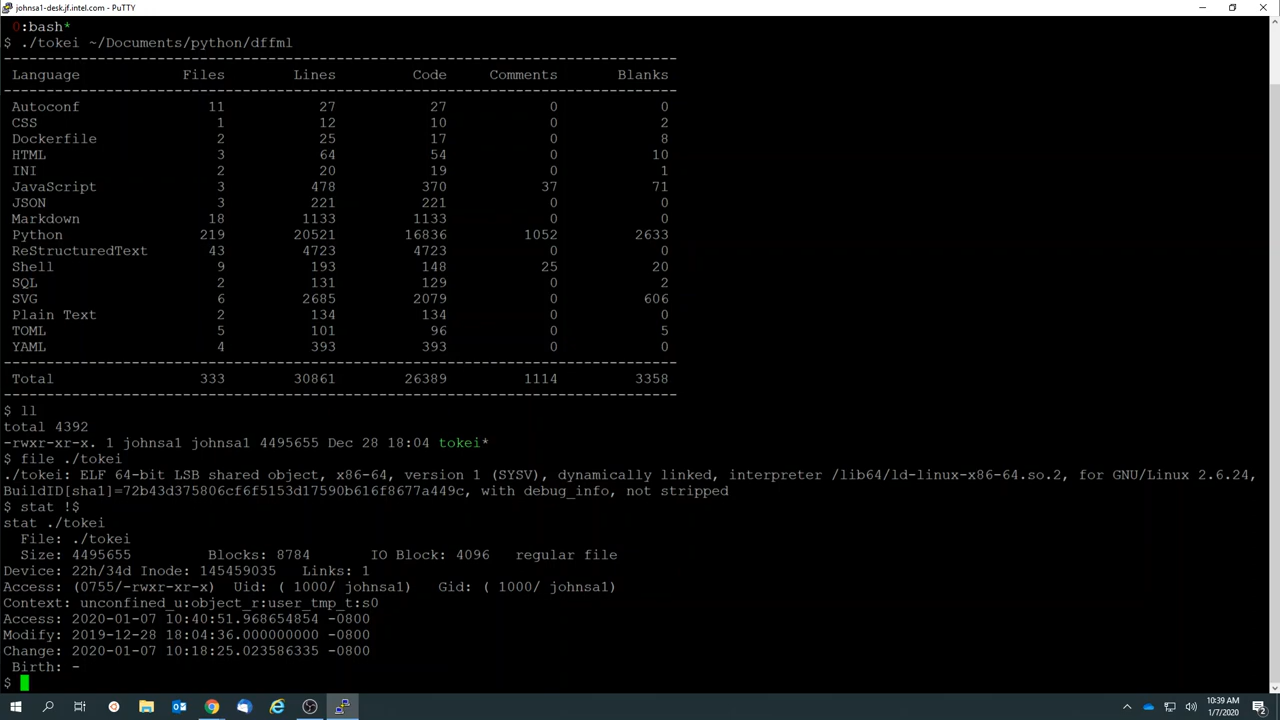 johnsa1-desk.jf.intel.com - PuTTY
0:bash*
$ ./tokei ~/Documents/python/dffml
-------------------------------------------------------------------------------
Language Files Lines Code Comments Blanks
-------------------------------------------------------------------------------
Autoconf 11 27 27 0 0
CSS 1 12 10 0 2
Dockerfile 2 25 17 0 8
HTML 3 64 54 0 10
INI 2 20 19 0 1
JavaScript 3 478 370 37 71
JSON 3 221 221 0 0
Markdown 18 1133 1133 0 0
Python 219 20521 16836 1052 2633
ReStructuredText 43 4723 4723 0 0
Shell 9 193 148 25 20
SQL 2 131 129 0 2
SVG 6 2685 2079 0 606
Plain Text 2 134 134 0 0
TOML 5 101 96 0 5
YAML 4 393 393 0 0
-------------------------------------------------------------------------------
Total 333 30861 26389 1114 3358
-------------------------------------------------------------------------------
$ ll
total 4392
-rwxr-xr-x. 1 johnsa1 johnsa1 4495655 Dec 28 18:04 tokei*
$ file ./tokei
./tokei: ELF 64-bit LSB shared object, x86-64, version 1 (SYSV), dynamically linked, interpreter /lib64/ld-linux-x86-64.so.2, for GNU/Linux 2.6.24,
BuildID[sha1]=72b43d375806cf6f5153d17590b616f8677a449c, with debug_info, not stripped
$ stat !$
stat ./tokei
File: ./tokei
Size: 4495655 Blocks: 8784 IO Block: 4096 regular file
Device: 22h/34d Inode: 145459035 Links: 1
Access: (0755/-rwxr-xr-x) Uid: ( 1000/ johnsa1) Gid: ( 1000/ johnsa1)
Context: unconfined_u:object_r:user_tmp_t:s0
Access: 2020-01-07 10:40:51.968654854 -0800
Modify: 2019-12-28 18:04:36.000000000 -0800
Change: 2020-01-07 10:18:25.023586335 -0800
Birth: -
$
10:39 AM
1/7/2020
2